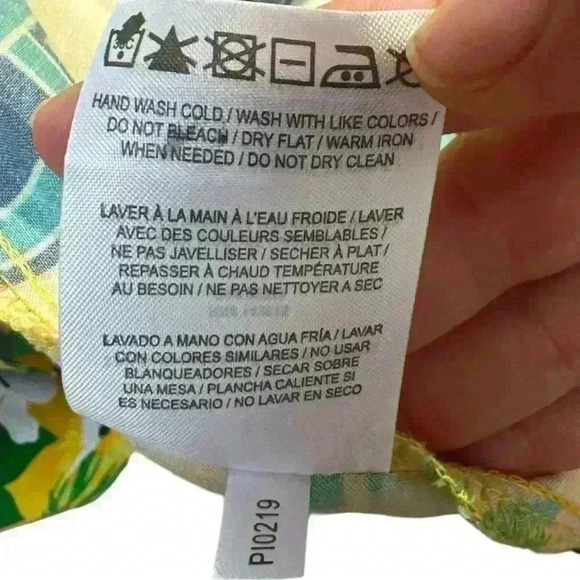 30C
HAND WASH COLD / WASH WITH LIKE COLORS /
DO NOT BLEACH / DRY FLAT / WARM IRON
WHEN NEEDED / DO NOT DRY CLEAN
LAVER À LA MAIN À L'EAU FROIDE / LAVER
AVEC DES COULEURS SEMBLABLES /
NE PAS JAVELLISER / SECHER À PLAT /
REPASSER À CHAUD TEMPÉRATURE
AU BESOIN / NE PAS NETTOYER A SEC
LAVADO A MANO CON AGUA FRÍA / LAVAR
CON COLORES SIMILARES / NO USAR
BLANQUEADORES / SECAR SOBRE
UNA MESA / PLANCHA CALIENTE SI
ES NECESARIO / NO LAVAR EN SECO
PI0219